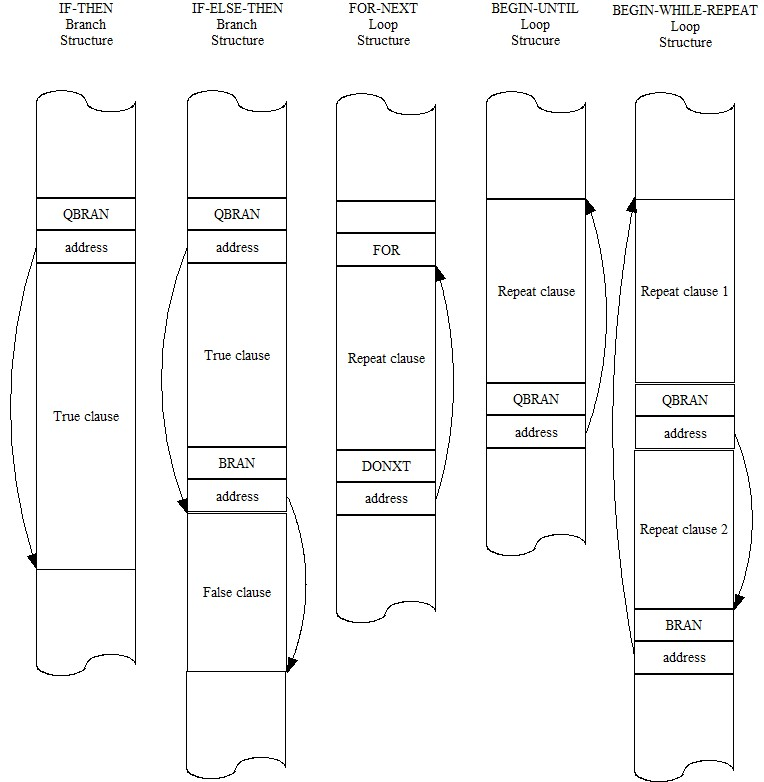 IF-THEN
Branch
Structure
IF-ELSE-THEN
Branch
Structure
FOR-NEXT
Loop
Structure
BEGIN-UNTIL
Loop
Strucure
BEGIN-WHILE-REPEAT
Loop
Structure
QBRAN
address
True clause
QBRAN
address
True clause
BRAN
address
False clause
FOR
Repeat clause
DONXT
address
Repeat clause
QBRAN
address
Repeat clause 1
QBRAN
address
Repeat clause 2
BRAN
address